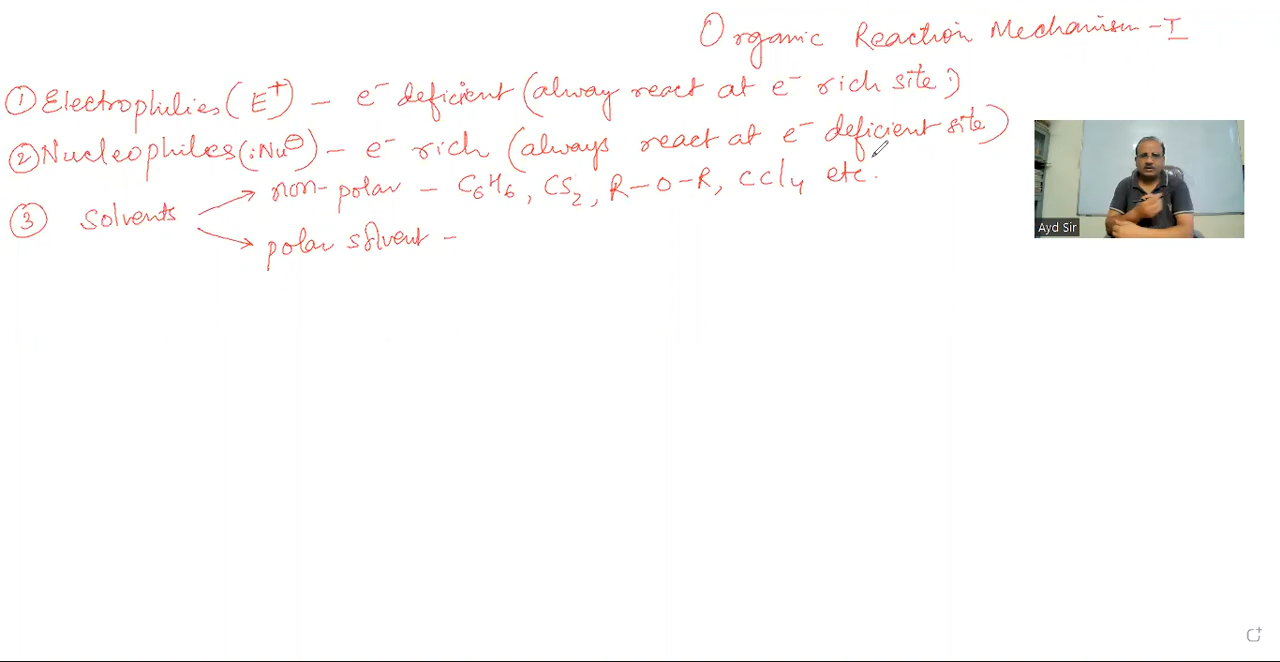 Organic Reaction Mechanism - I
① Electrophilies (E⁺) - e⁻ deficient (alway react at e⁻ rich site)
② Nucleophiles (:Nu⊖) - e⁻ rich (always react at e⁻ deficient site)
③ Solvents
non-polar - C₆H₆, CS₂, R-O-R, CCl₄ etc.
polar solvent -
Ayd Sir